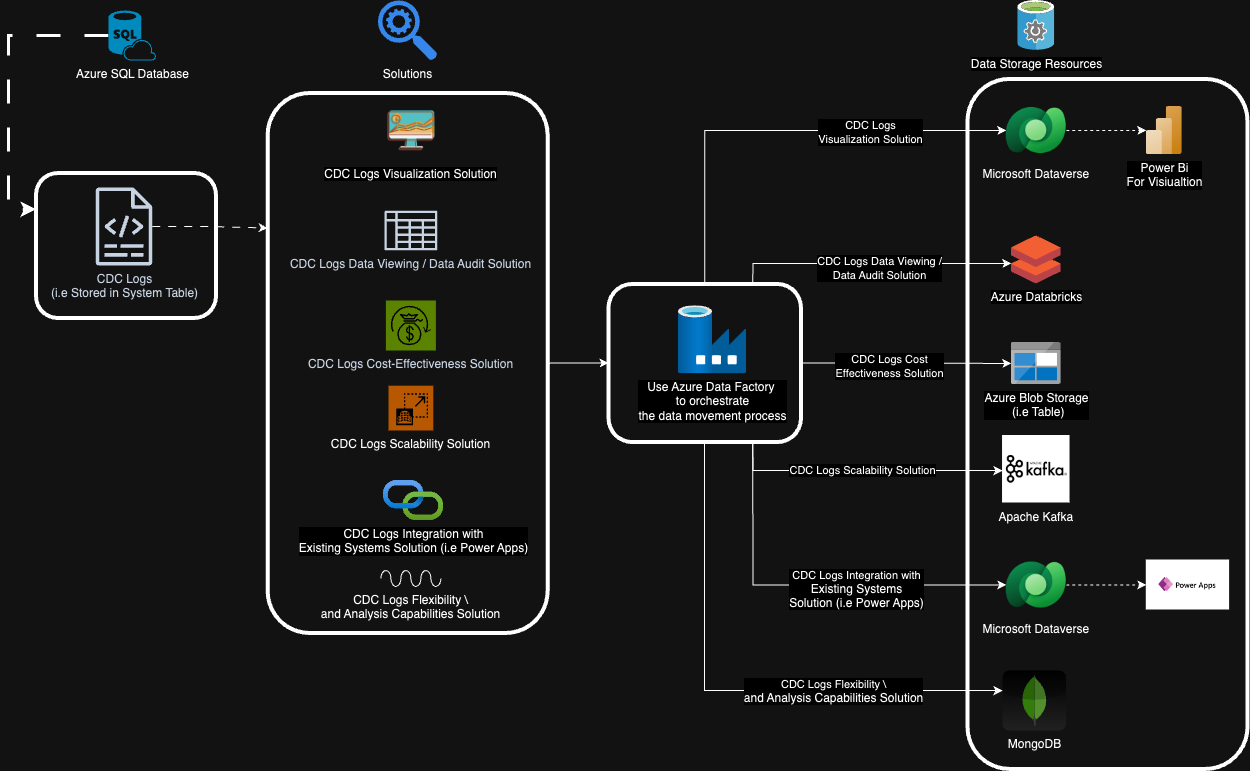 SQL
Azure SQL Database
Solutions
Data Storage Resources
CDC Logs
(i.e Stored in System Table)
CDC Logs Visualization Solution
CDC Logs Data Viewing / Data Audit Solution
CDC Logs Cost-Effectiveness Solution
CDC Logs Scalability Solution
CDC Logs Integration with
Existing Systems Solution (i.e Power Apps)
CDC Logs Flexibility \
and Analysis Capabilities Solution
Use Azure Data Factory
to orchestrate
the data movement process
CDC Logs
Visualization Solution
CDC Logs Data Viewing /
Data Audit Solution
CDC Logs Cost
Effectiveness Solution
CDC Logs Scalability Solution
CDC Logs Integration with
Existing Systems
Solution (i.e Power Apps)
CDC Logs Flexibility \
and Analysis Capabilities Solution
Microsoft Dataverse
Power Bi
For Visiualtion
Azure Databricks
Azure Blob Storage
(i.e Table)
kafka
Apache Kafka
Microsoft Dataverse
Power Apps
MongoDB